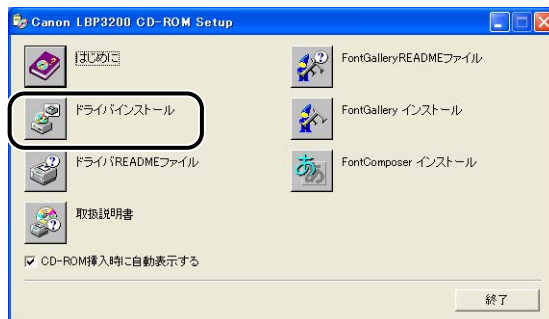 Canon LBP3200 CD-ROM Setup
はじめに
ドライバインストール
ドライバREADMEファイル
取扱説明書
FontGalleryREADMEファイル
FontGallery インストール
FontComposer インストール
CD-ROM挿入時に自動表示する
終了